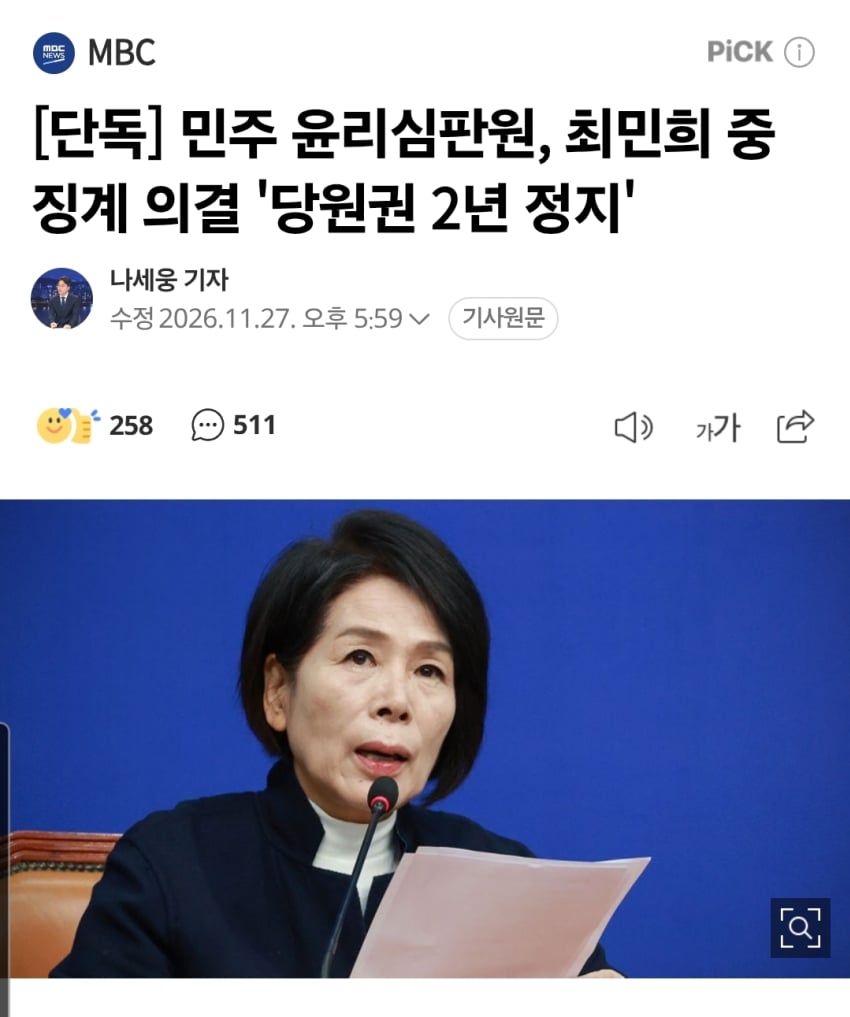 MBC NEWS
MBC
PiCK
[단독] 민주 윤리심판원, 최민희 중
징계 의결 '당원권 2년 정지'
나세웅 기자
수정 2026.11.27. 오후 5:59
기사원문
258
511
가가